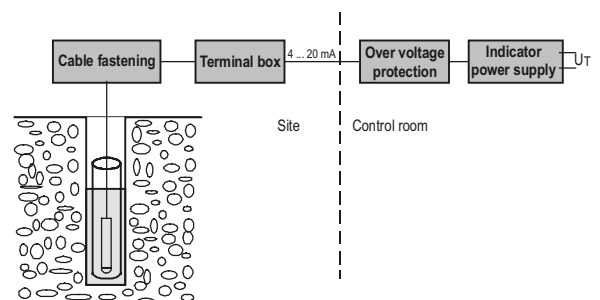 Cable fastening
Terminal box
4 ... 20 mA
Over voltage
protection
Indicator
power supply
UT
Site
Control room